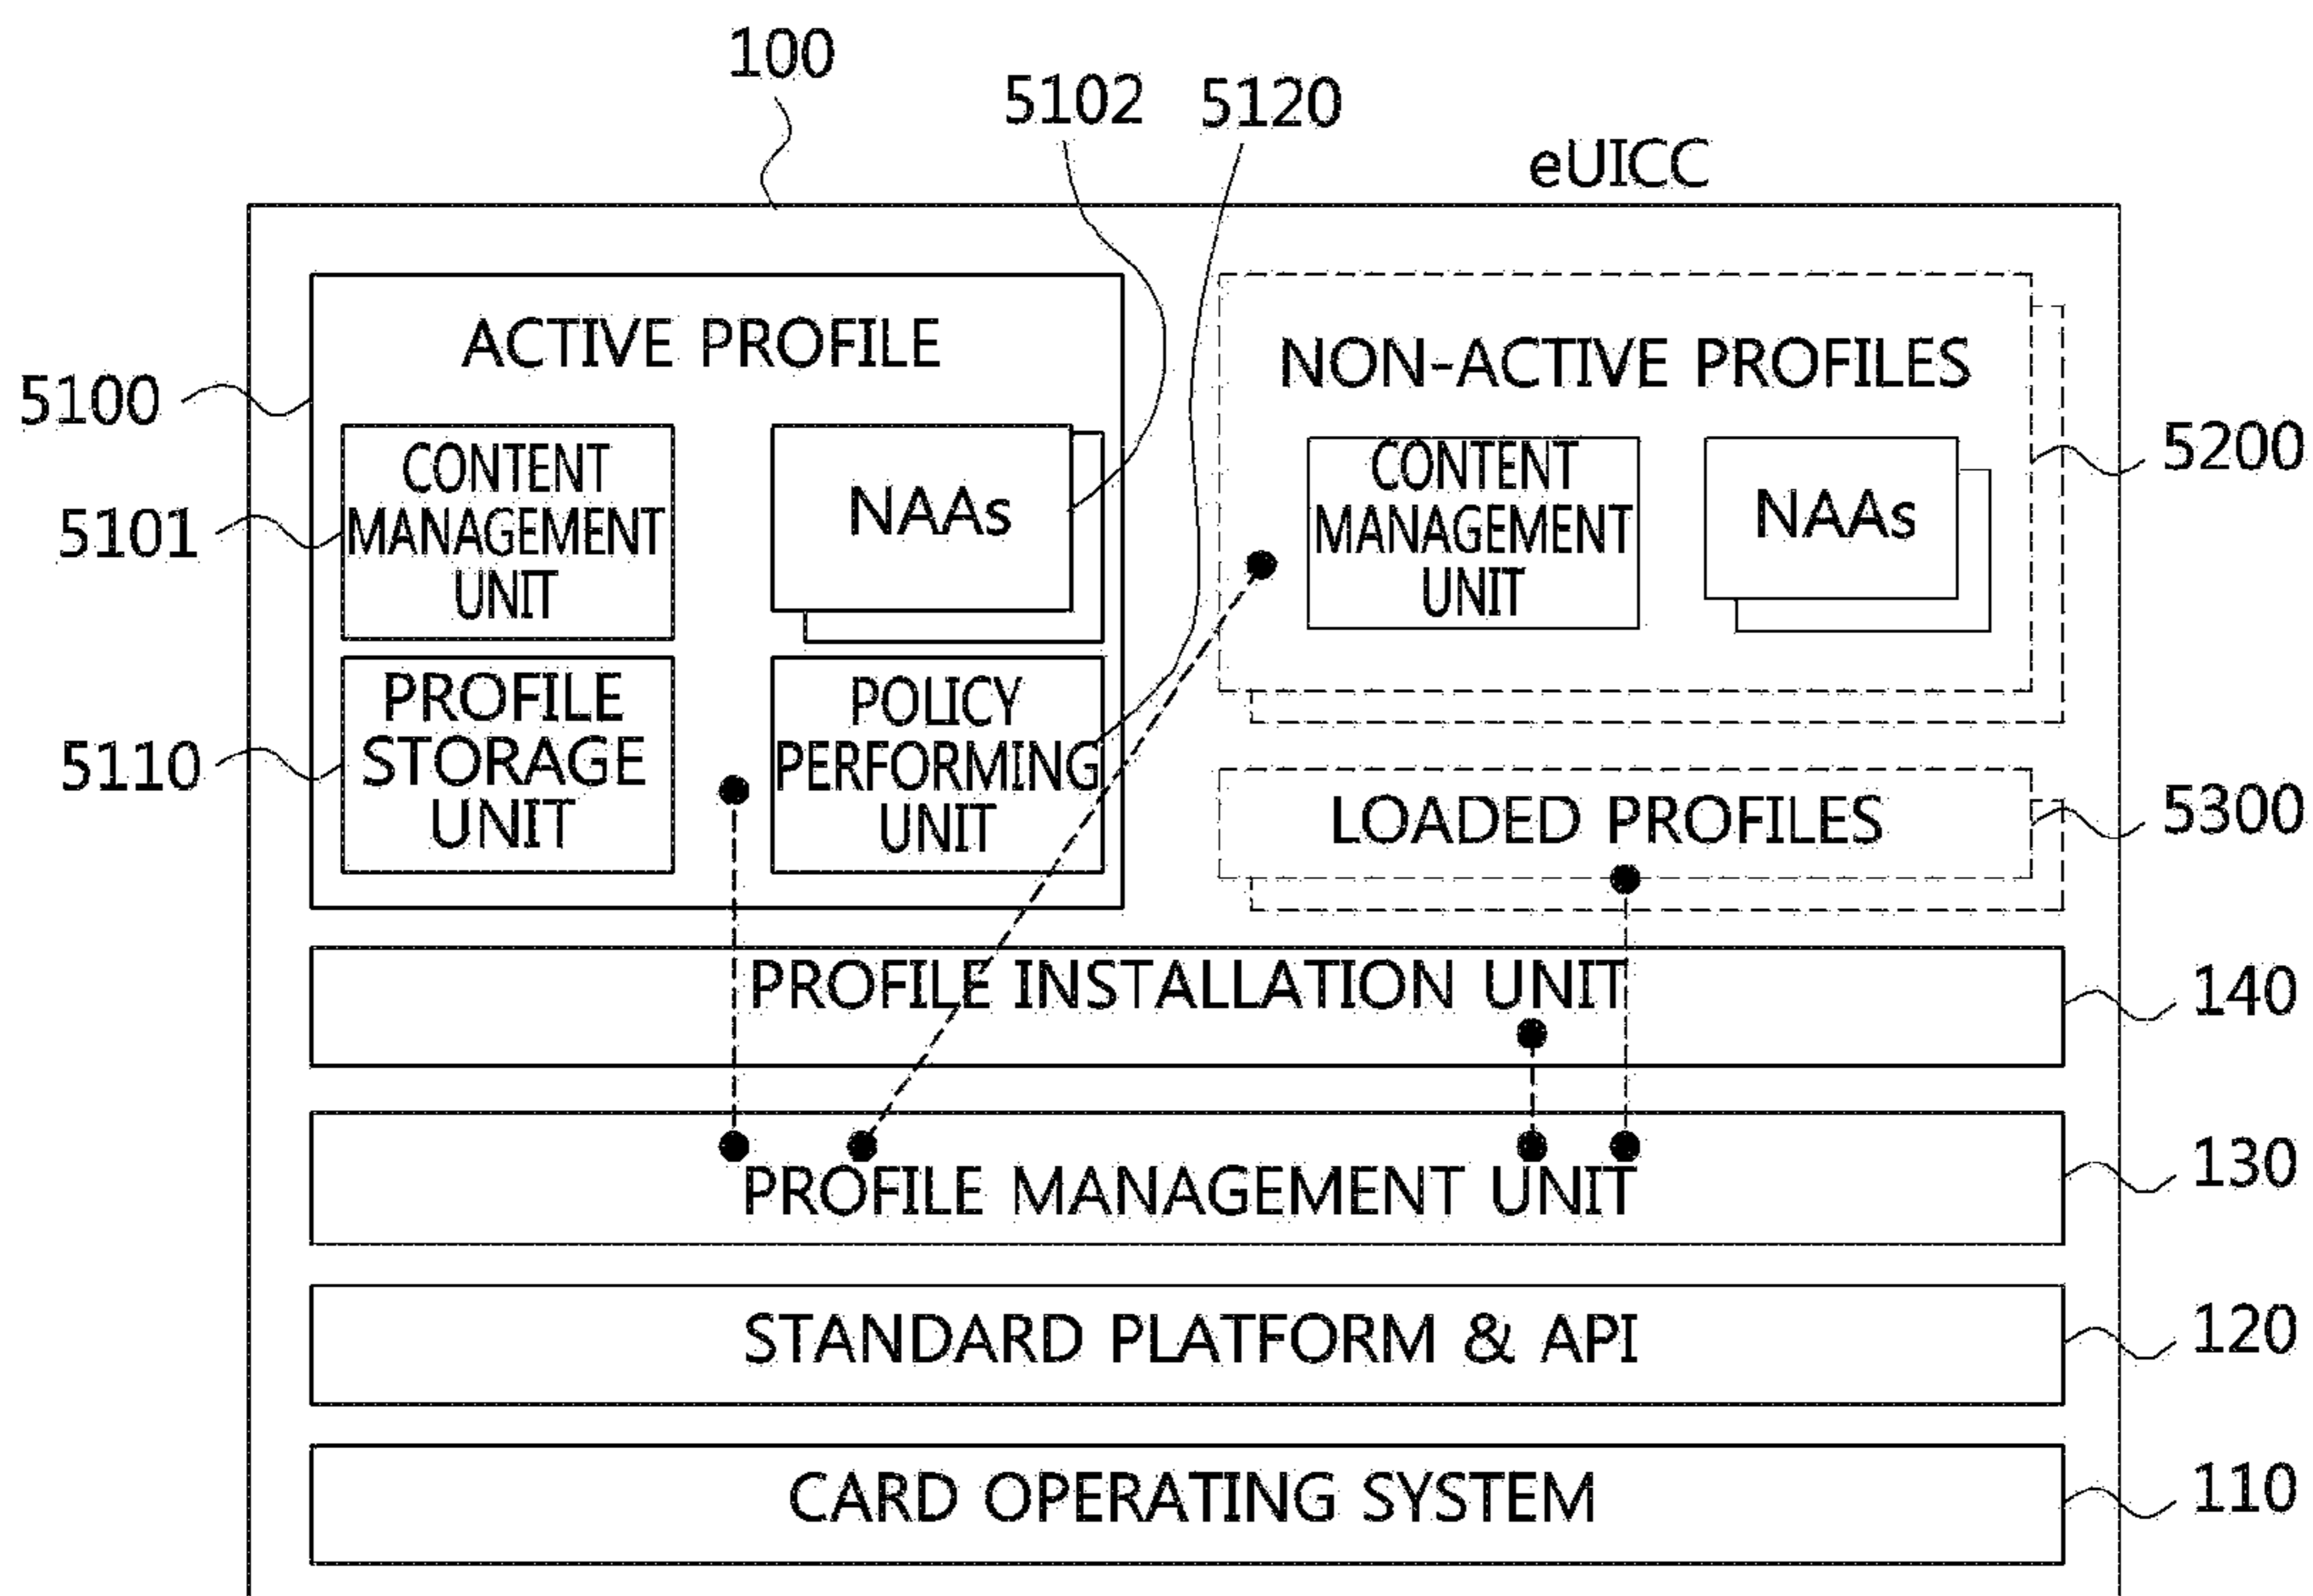 100
5102
5120
eUICC
ACTIVE PROFILE
NON-ACTIVE PROFILES
5100
CONTENT
MANAGEMENT
UNIT
NAAs
CONTENT
MANAGEMENT
UNIT
NAAs
5200
5101
PROFILE
STORAGE
UNIT
POLICY
PERFORMING
UNIT
5110
LOADED PROFILES
5300
PROFILE INSTALLATION UNIT
140
PROFILE MANAGEMENT UNIT
130
STANDARD PLATFORM & API
120
CARD OPERATING SYSTEM
110